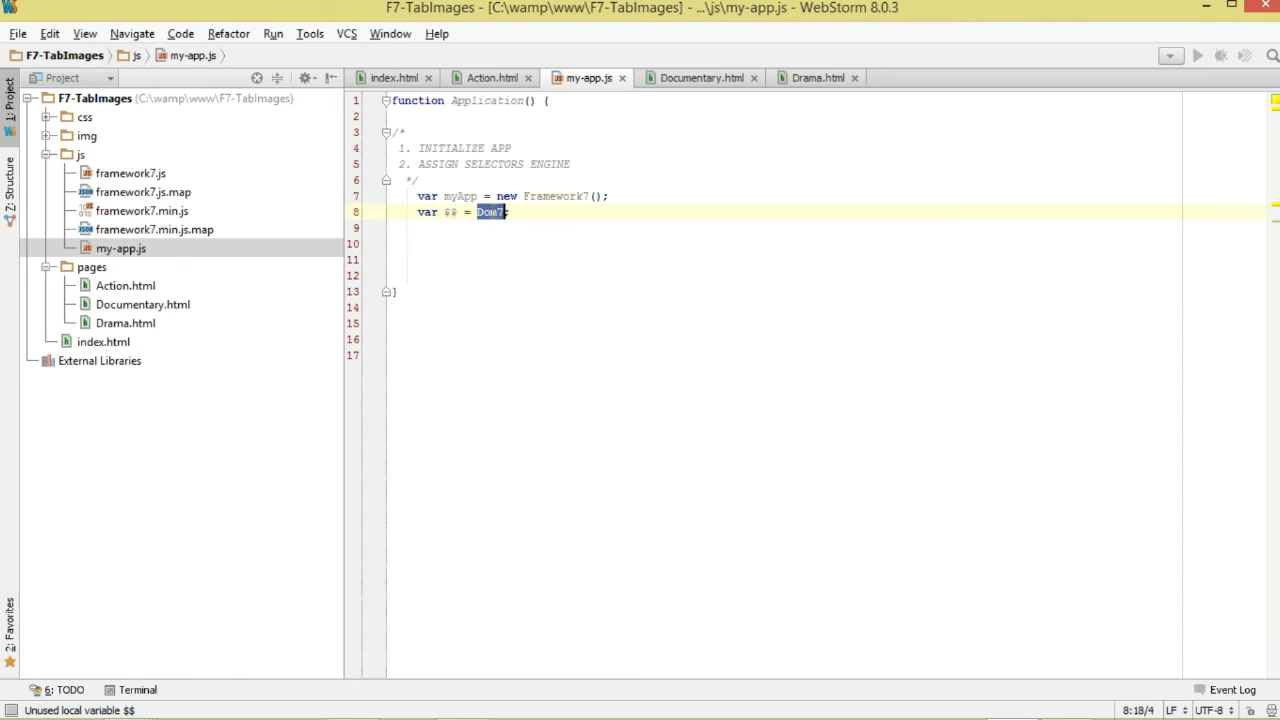 F7-TabImages - [C:\wamp\www\F7-TabImages] - ...\js\my-app.js - WebStorm 8.0.3
File Edit View Navigate Code Refactor Run Tools VCS Window Help
F7-TabImages js my-app.js
Project index.html Action.html my-app.js Documentary.html Drama.html
1: Project
Z: Structure
2: Favorites
F7-TabImages (C:\wamp\www\F7-TabImages)
css
img
js
framework7.js
framework7.js.map
framework7.min.js
framework7.min.js.map
my-app.js
pages
Action.html
Documentary.html
Drama.html
index.html
External Libraries
1 function Application() {
2
3 /*
4 1. INITIALIZE APP
5 2. ASSIGN SELECTORS ENGINE
6 */
7 var myApp = new Framework7();
8 var $$ = Dom7;
9
10
11
12
13 }
14
15
16
17
6: TODO Terminal Event Log
Unused local variable $$ 8:18/4 LF UTF-8